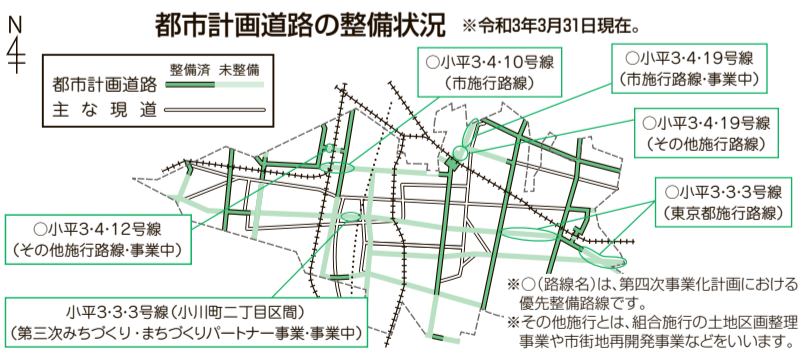 都市計画道路の整備状況 ※令和3年3月31日現在。
N
4
整備済 未整備
都市計画道路
主な現道
○小平3・4・10号線
(市施行路線)
○小平3・4・19号線
(市施行路線・事業中)
○小平3・4・19号線
(その他施行路線)
○小平3・3・3号線
(東京都施行路線)
○小平3・4・12号線
(その他施行路線・事業中)
小平3・3・3号線(小川町二丁目区間)
(第三次みちづくり・まちづくりパートナー事業・事業中)
※○(路線名)は、第四次事業化計画における
優先整備路線です。
※その他施行とは、組合施行の土地区画整理
事業や市街地再開発事業などをいいます。